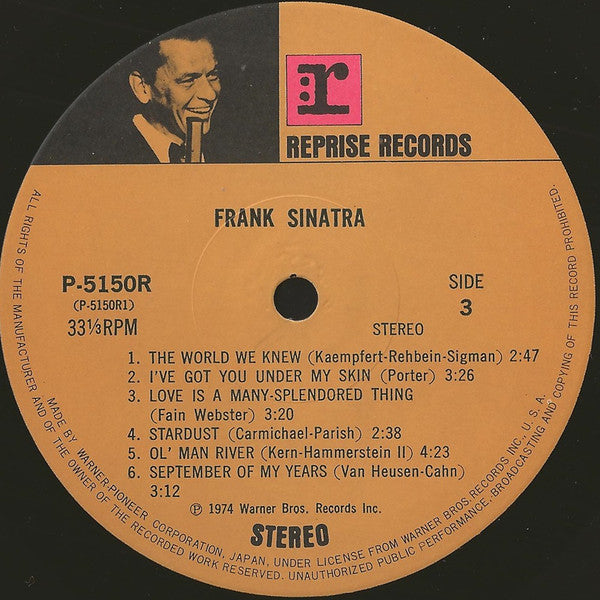 r
REPRISE RECORDS
FRANK SINATRA
P-5150R
(P-5150R1)
33⅓RPM
SIDE
3
STEREO
1. THE WORLD WE KNEW (Kaempfert-Rehbein-Sigman) 2:47
2. I'VE GOT YOU UNDER MY SKIN (Porter) 3:26
3. LOVE IS A MANY-SPLENDORED THING
(Fain Webster) 3:20
4. STARDUST (Carmichael-Parish) 2:38
5. OL' MAN RIVER (Kern-Hammerstein II) 4:23
6. SEPTEMBER OF MY YEARS (Van Heusen-Cahn)
3:12
Ⓟ 1974 Warner Bros. Records Inc.
STEREO
MADE BY WARNER-PIONEER CORPORATION, JAPAN, UNDER LICENSE FROM WARNER BROS. RECORDS INC., U.S.A.
ALL RIGHTS OF THE MANUFACTURER AND OF THE OWNER OF THE RECORDED WORK RESERVED. UNAUTHORIZED PUBLIC PERFORMANCE, BROADCASTING AND COPYING OF THIS RECORD PROHIBITED.